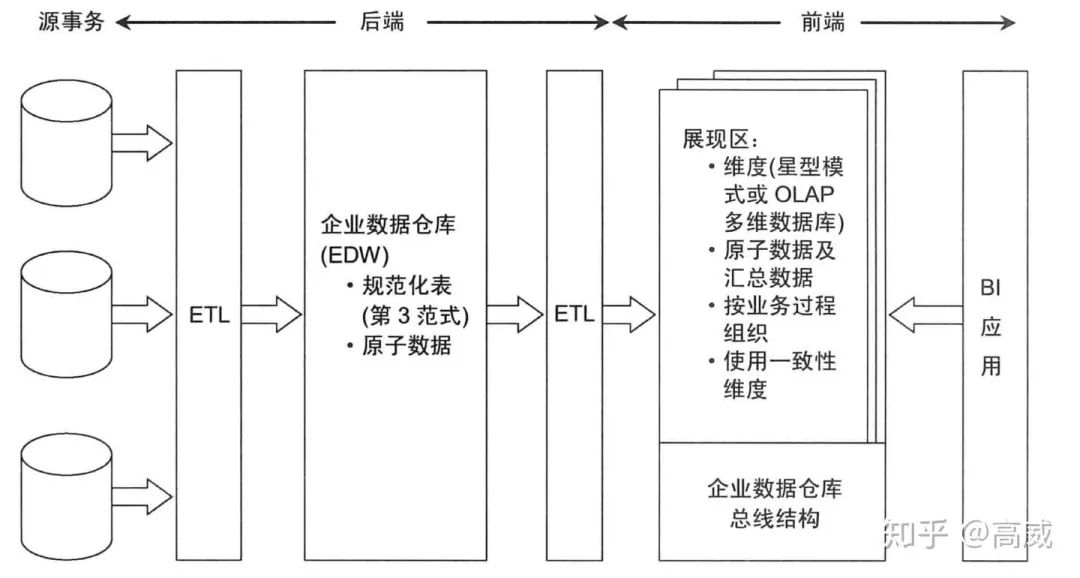 源事务
后端
前端
ETL
企业数据仓库
(EDW)
• 规范化表
(第 3 范式)
• 原子数据
ETL
展现区：
• 维度(星型模
式或 OLAP
多维数据库)
• 原子数据及
汇总数据
• 按业务过程
组织
• 使用一致性
维度
企业数据仓库
总线结构
BI
应
用
知乎 @高威